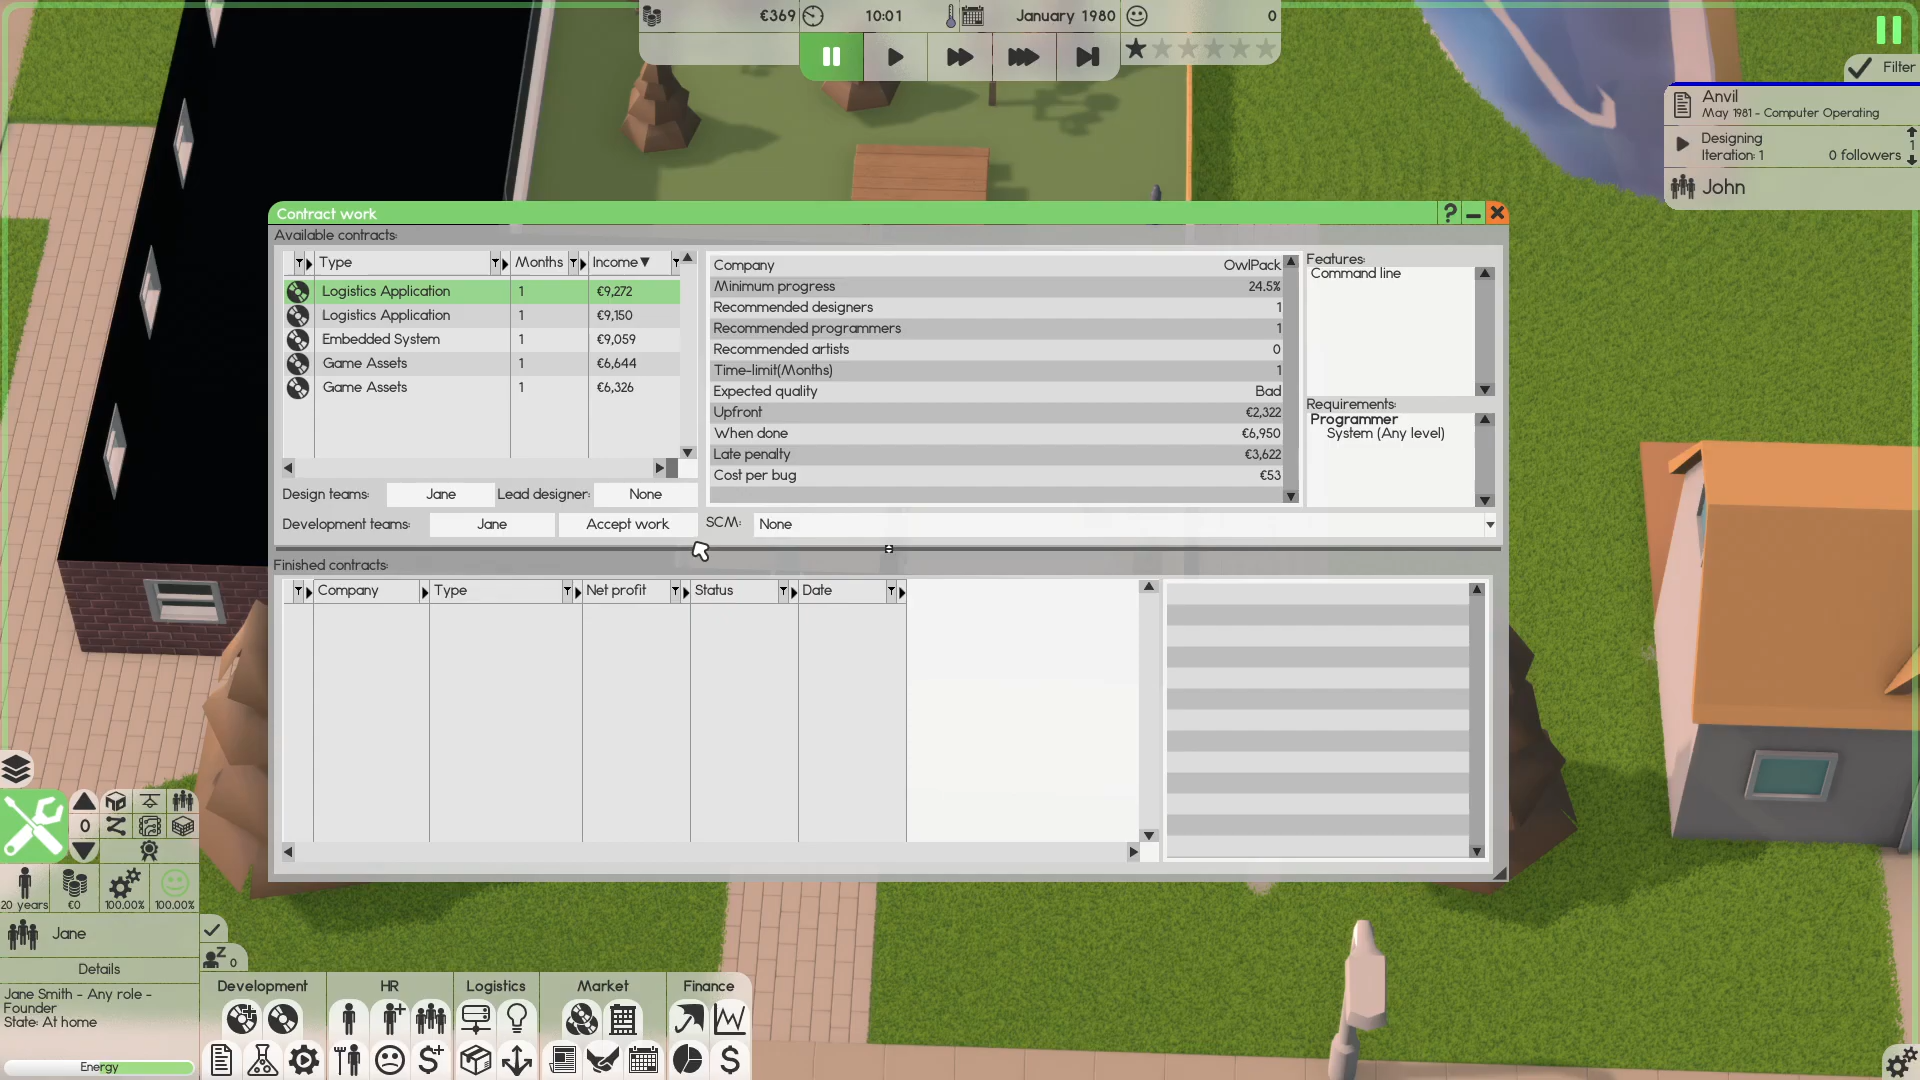 €369
10:01
January 1980
0
Filter
Anvil
May 1981 - Computer Operating
Designing
Iteration: 1
0 followers
1
John
Contract work
?
Available contracts:
Type Months Income
Logistics Application 1 €9,272
Logistics Application 1 €9,150
Embedded System 1 €9,059
Game Assets 1 €6,644
Game Assets 1 €6,326
Company OwlPack
Minimum progress 24.5%
Recommended designers 1
Recommended programmers 1
Recommended artists 0
Time-limit(Months) 1
Expected quality Bad
Upfront €2,322
When done €6,950
Late penalty €3,622
Cost per bug €53
Features:
Command line
Requirements:
Programmer
System (Any level)
Design teams: Jane Lead designer: None
Development teams: Jane Accept work SCM: None
Finished contracts:
Company Type Net profit Status Date
0
20 years €0 100.00% 100.00%
Jane
Details
Jane Smith - Any role -
Founder
State: At home
Energy
Z 0
Development HR Logistics Market Finance